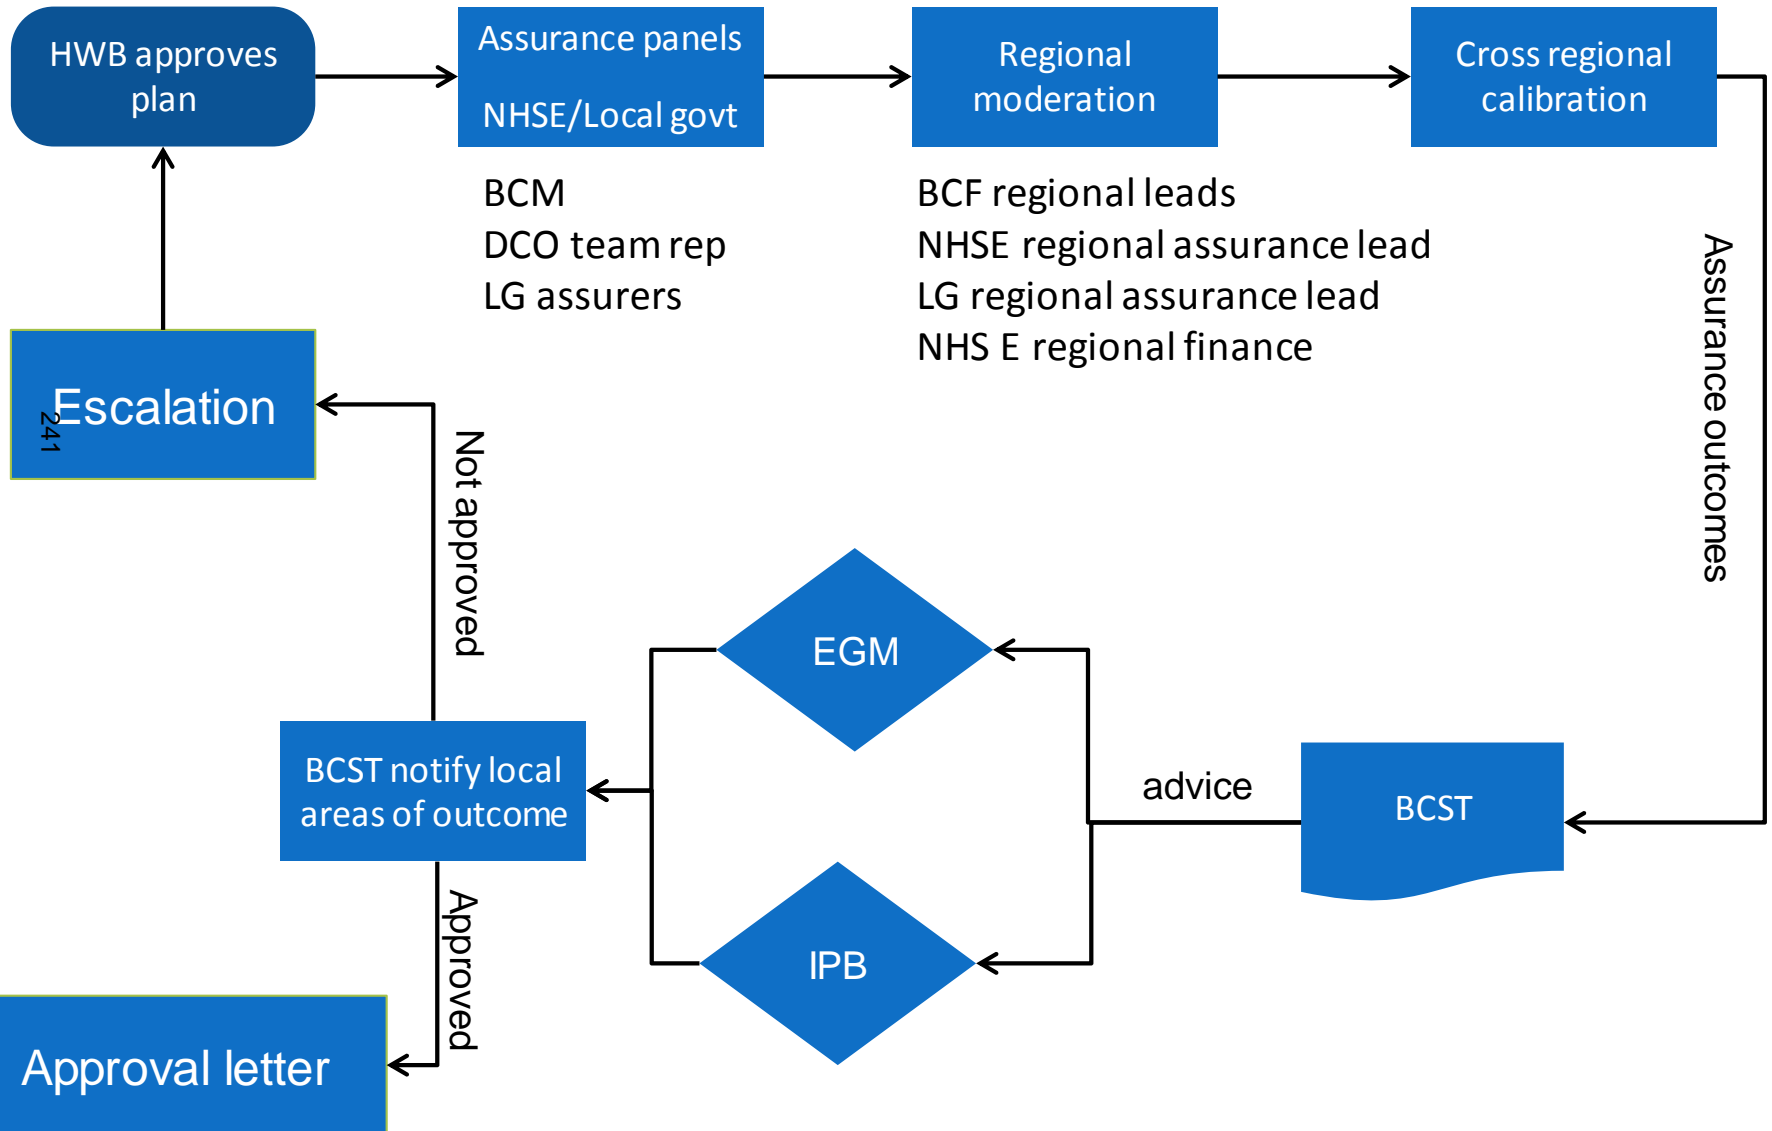 HWB approves
plan
Assurance panels
NHSE/Local govt
Regional
moderation
Cross regional
calibration
BCM
DCO team rep
LG assurers
BCF regional leads
NHSE regional assurance lead
LG regional assurance lead
NHS E regional finance
Assurance outcomes
Escalation
241
Not approved
EGM
BCST notify local
areas of outcome
advice
BCST
IPB
Approved
Approval letter